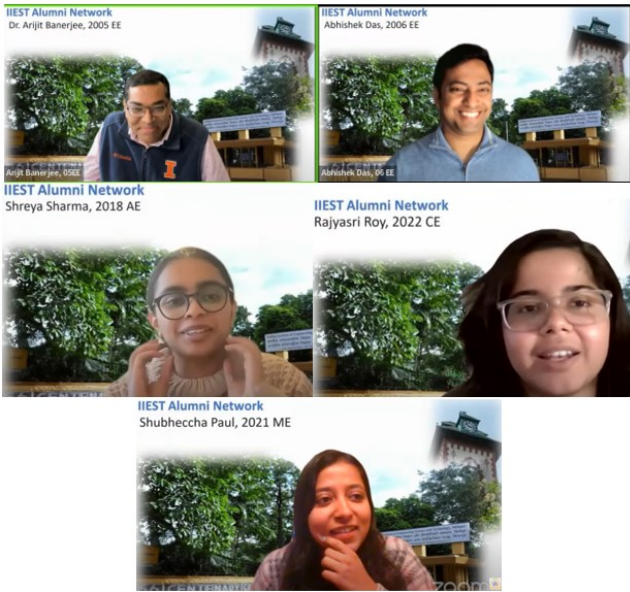 IIEST Alumni Network
Dr. Arijit Banerjee, 2005 EE
Arijit Banerjee, 05EE
IIEST Alumni Network
Abhishek Das, 2006 EE
Abhishek Das, 06 EE
IIEST Alumni Network
Shreya Sharma, 2018 AE
IIEST Alumni Network
Rajyasri Roy, 2022 CE
IIEST Alumni Network
Shubheccha Paul, 2021 ME
I
zoom